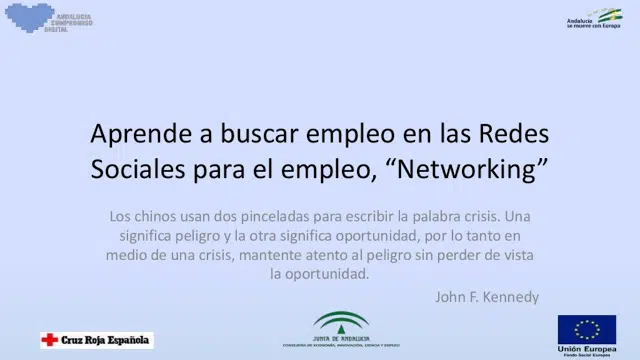 ANDALUCÍA
COMPROMISO
DIGITAL
Andalucía
se mueve con Europa
Aprende a buscar empleo en las Redes
Sociales para el empleo, “Networking”
Los chinos usan dos pinceladas para escribir la palabra crisis. Una
significa peligro y la otra significa oportunidad, por lo tanto en
medio de una crisis, mantente atento al peligro sin perder de vista
la oportunidad.
John F. Kennedy
Cruz Roja Española
JUNTA DE ANDALUCIA
CONSEJERÍA DE ECONOMÍA, INNOVACIÓN, CIENCIA Y EMPLEO
Unión Europea
Fondo Social Europeo